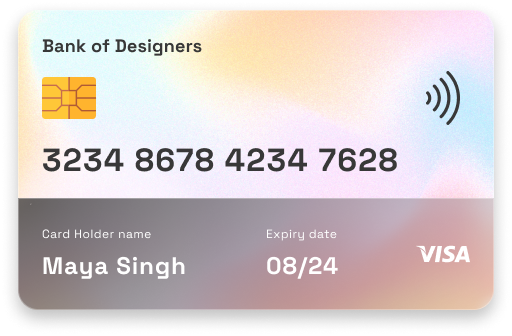 Bank of Designers
3234 8678 4234 7628
Card Holder name
Expiry date
Maya Singh
08/24
VISA